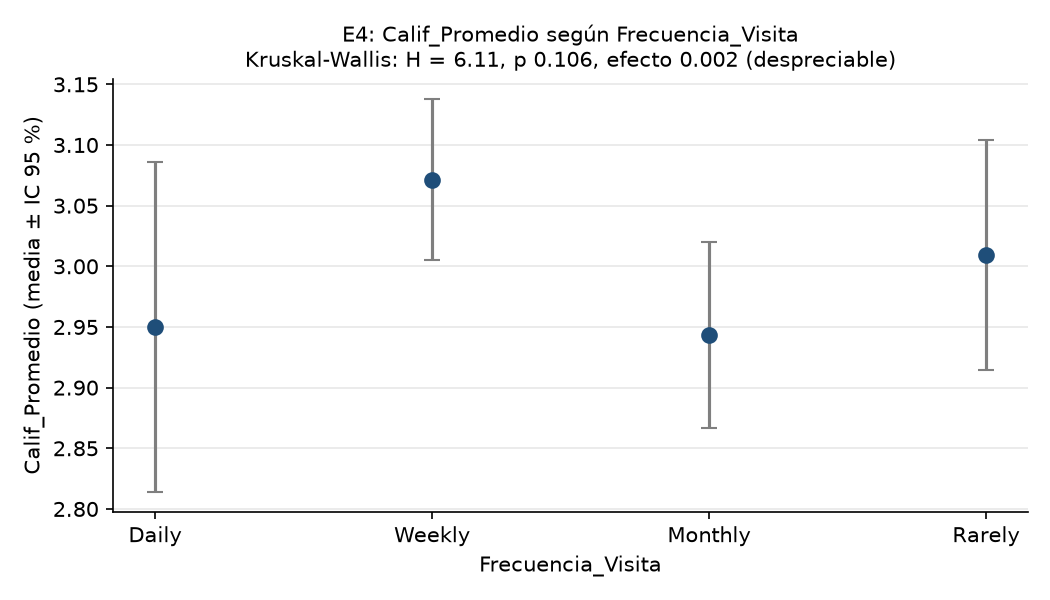 E4: Calif_Promedio según Frecuencia_Visita
Kruskal-Wallis: H = 6.11, p 0.106, efecto 0.002 (despreciable)
Calif_Promedio (media ± IC 95 %)
3.15
3.10
3.05
3.00
2.95
2.90
2.85
2.80
Daily Weekly Monthly Rarely
Frecuencia_Visita